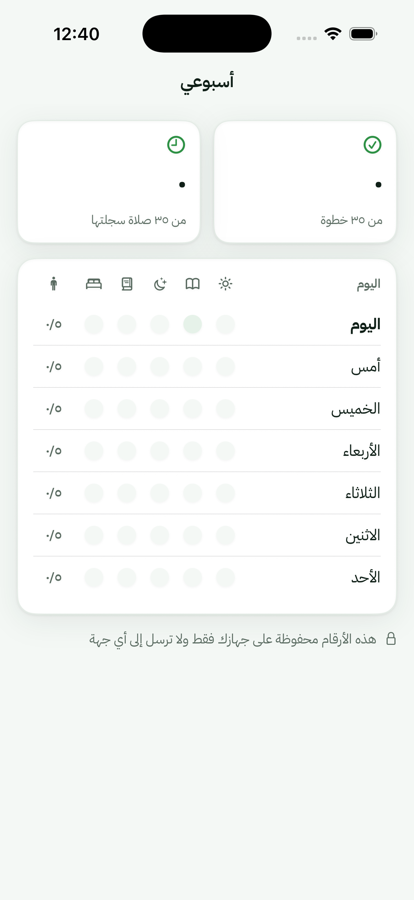 12:40
أسبوعي
٠
من ٣٥ خطوة
٠
من ٣٥ صلاة سجلتها
اليوم
اليوم ٠/٥
أمس ٠/٥
الخميس ٠/٥
الأربعاء ٠/٥
الثلاثاء ٠/٥
الاثنين ٠/٥
الأحد ٠/٥
هذه الأرقام محفوظة على جهازك فقط ولا ترسل إلى أي جهة